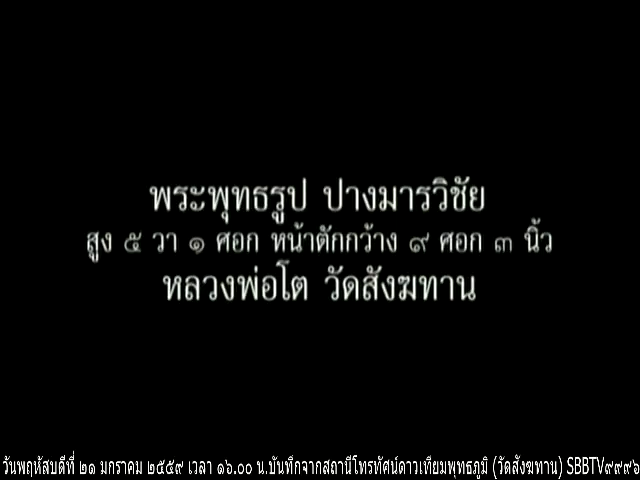 พระพุทธรูป ปางมารวิชัย
สูง ๕ วา ๑ ศอก หน้าตักกว้าง ๙ ศอก ๓ นิ้ว
หลวงพ่อโต วัดสังฆทาน
วันพฤหัสบดีที่ ๒๑ มกราคม ๒๕๕๙ เวลา ๑๖.๐๐ น.บันทึกจากสถานีโทรทัศน์ดาวเทียมพุทธภูมิ (วัดสังฆทาน) SBBTV๙๙๙๖